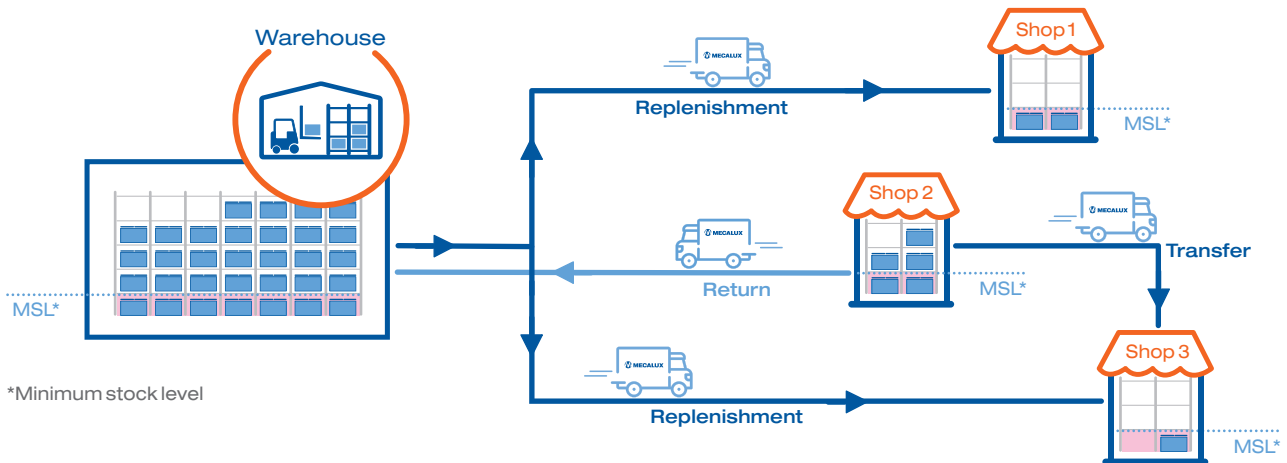 Warehouse
Shop 1
MECALUX
Replenishment
MSL*
Shop 2
MECALUX
MECALUX
Transfer
Return
MSL*
MSL*
Shop 3
MECALUX
*Minimum stock level
Replenishment
MSL*